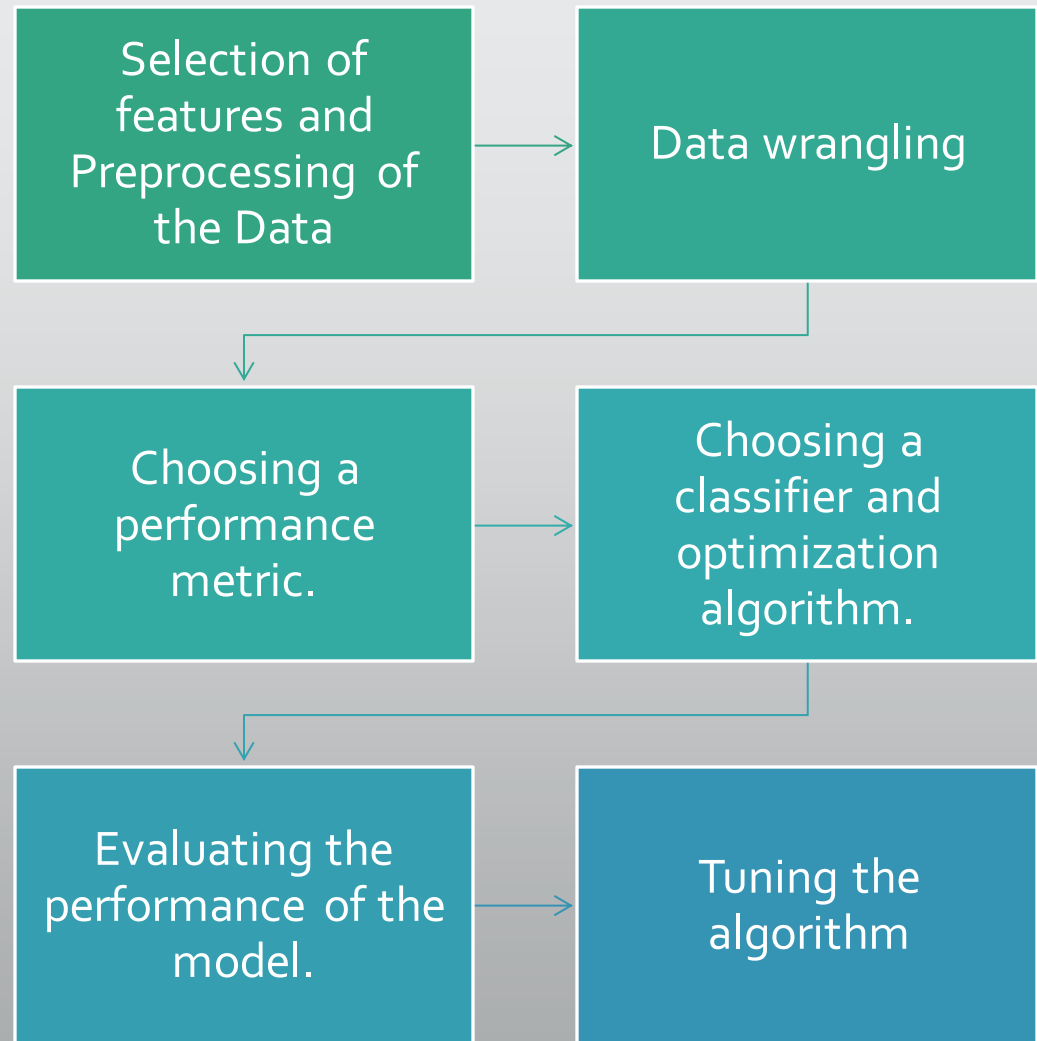 Selection of
features and
Preprocessing of
the Data
Data wrangling
Choosing a
performance
metric.
Choosing a
classifier and
optimization
algorithm.
Evaluating the
performance of the
model.
Tuning the
algorithm